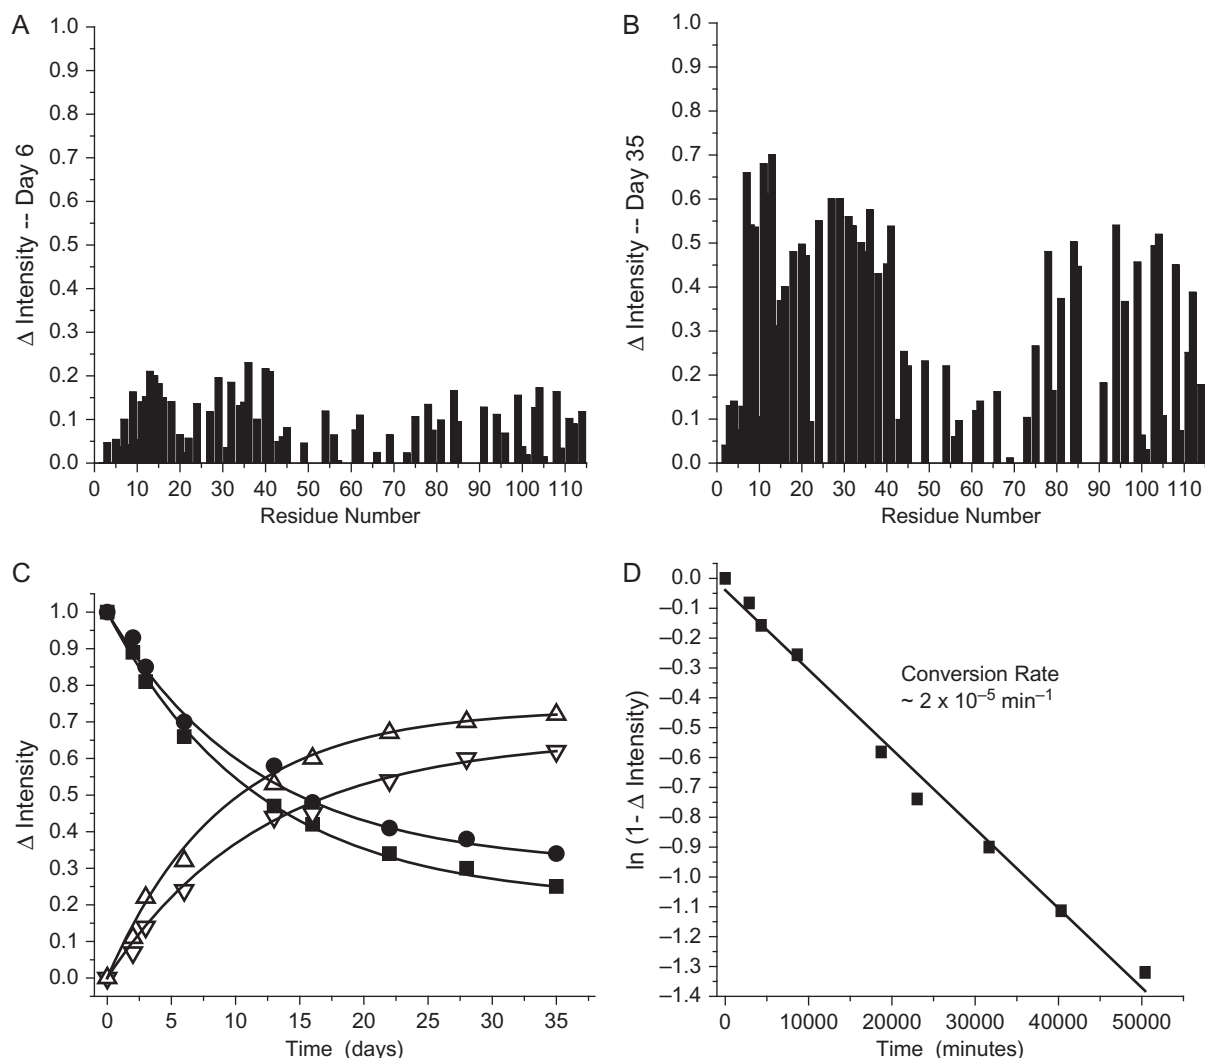 A
1.0
0.9
0.8
0.7
0.6
0.5
0.4
0.3
0.2
0.1
0.0
Δ Intensity -- Day 6
0 10 20 30 40 50 60 70 80 90 100 110
Residue Number
B
1.0
0.9
0.8
0.7
0.6
0.5
0.4
0.3
0.2
0.1
0.0
Δ Intensity -- Day 35
0 10 20 30 40 50 60 70 80 90 100 110
Residue Number
C
1.0
0.9
0.8
0.7
0.6
0.5
0.4
0.3
0.2
0.1
0.0
Δ Intensity
0 5 10 15 20 25 30 35
Time (days)
D
0.0
–0.1
–0.2
–0.3
–0.4
–0.5
–0.6
–0.7
–0.8
–0.9
–1.0
–1.1
–1.2
–1.3
–1.4
ln (1- Δ Intensity)
Conversion Rate
~ 2 x 10⁻⁵ min⁻¹
0 10000 20000 30000 40000 50000
Time (minutes)